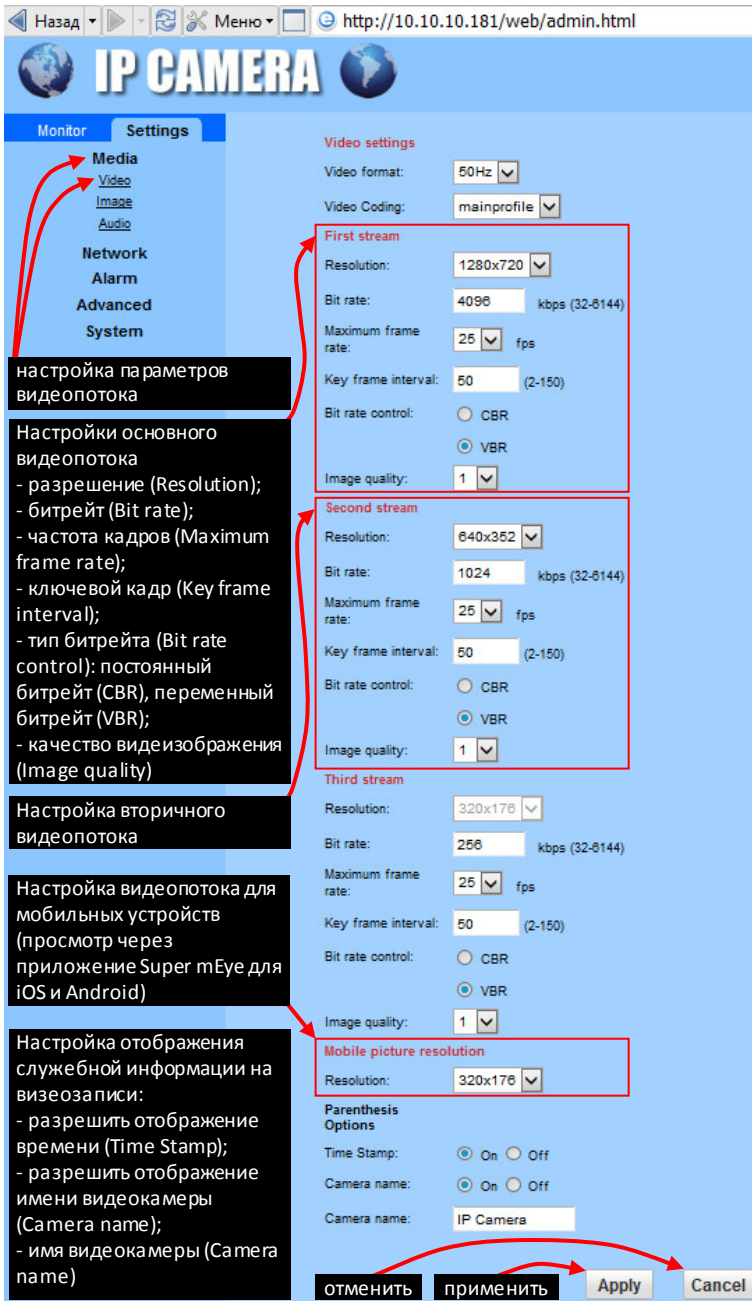 Назад Меню http://10.10.10.181/web/admin.html
IP CAMERA
Monitor Settings
Media
Video
Image
Audio
Network
Alarm
Advanced
System
настройка параметров
видеопотока
Настройки основного
видеопотока
- разрешение (Resolution);
- битрейт (Bit rate);
- частота кадров (Maximum
frame rate);
- ключевой кадр (Key frame
interval);
- тип битрейта (Bit rate
control): постоянный
битрейт (CBR), переменный
битрейт (VBR);
- качество видеизображения
(Image quality)
Настройка вторичного
видеопотока
Настройка видеопотока для
мобильных устройств
(просмотр через
приложение Super mEye для
iOS и Android)
Настройка отображения
служебной информации на
визеозаписи:
- разрешить отображение
времени (Time Stamp);
- разрешить отображение
имени видеокамеры
(Camera name);
- имя видеокамеры (Camera
name)
Video settings
Video format: 50Hz
Video Coding: mainprofile
First stream
Resolution: 1280x720
Bit rate: 4096 kbps (32-6144)
Maximum frame
rate: 25 fps
Key frame interval: 50 (2-150)
Bit rate control: CBR
VBR
Image quality: 1
Second stream
Resolution: 640x352
Bit rate: 1024 kbps (32-6144)
Maximum frame
rate: 25 fps
Key frame interval: 50 (2-150)
Bit rate control: CBR
VBR
Image quality: 1
Third stream
Resolution: 320x176
Bit rate: 256 kbps (32-6144)
Maximum frame
rate: 25 fps
Key frame interval: 50 (2-150)
Bit rate control: CBR
VBR
Image quality: 1
Mobile picture resolution
Resolution: 320x176
Parenthesis
Options
Time Stamp: On Off
Camera name: On Off
Camera name: IP Camera
отменить применить Apply Cancel